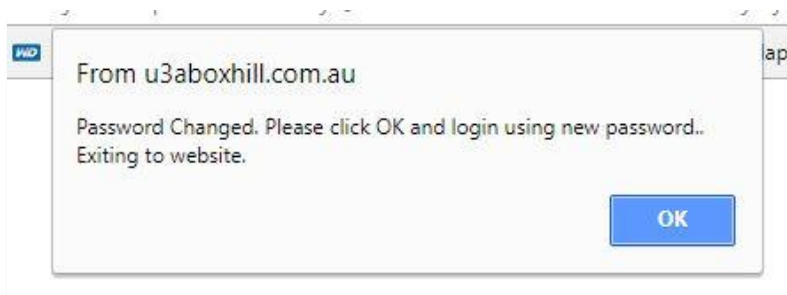 WD
ap
From u3aboxhill.com.au
Password Changed. Please click OK and login using new password..
Exiting to website.
OK